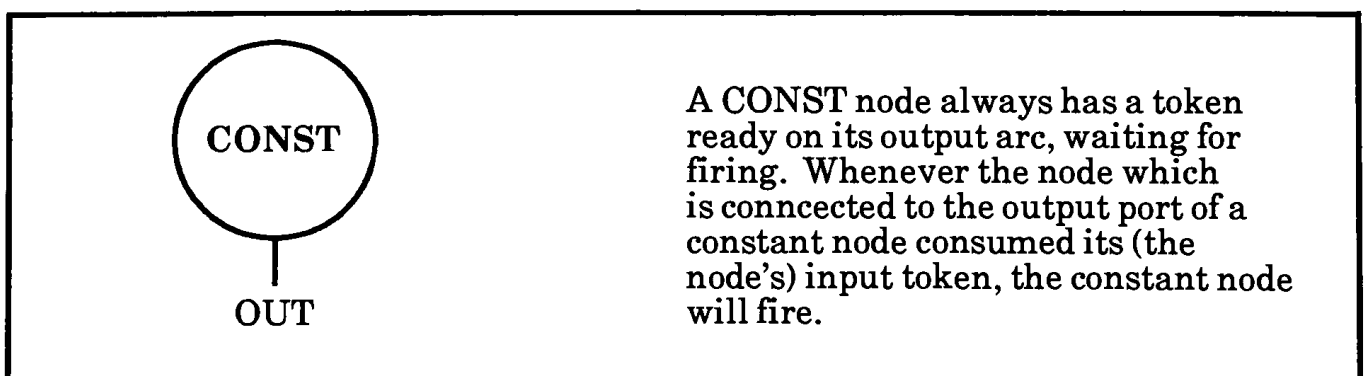 CONST
OUT
A CONST node always has a token
ready on its output arc, waiting for
firing. Whenever the node which
is conncected to the output port of a
constant node consumed its (the
node's) input token, the constant node
will fire.